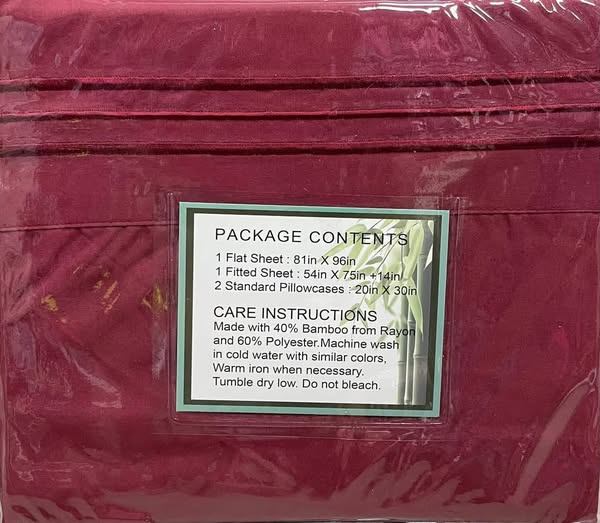 PACKAGE CONTENTS
1 Flat Sheet : 81in X 96in
1 Fitted Sheet : 54in X 75in +14in
2 Standard Pillowcases : 20in X 30in
CARE INSTRUCTIONS
Made with 40% Bamboo from Rayon
and 60% Polyester.Machine wash
in cold water with similar colors,
Warm iron when necessary.
Tumble dry low. Do not bleach.